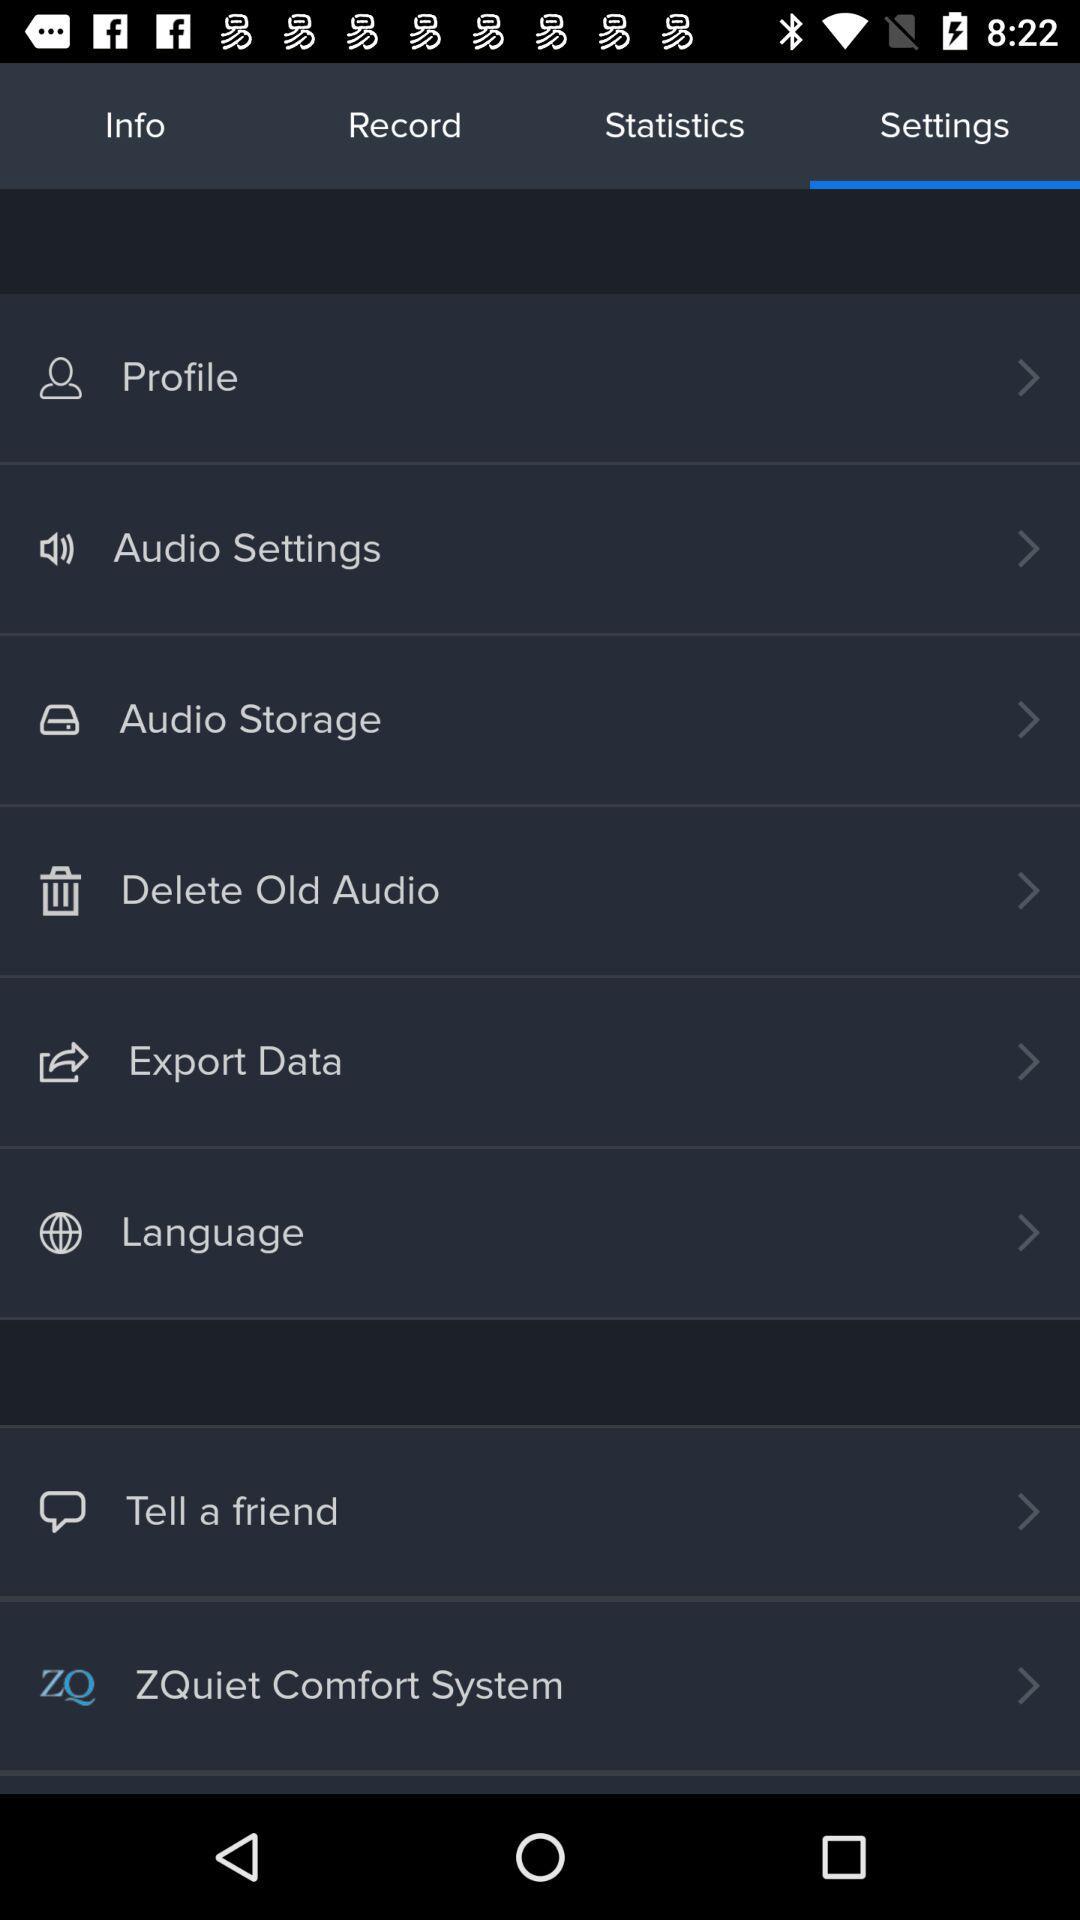 8:22
Info Record Statistics Settings
Profile
Audio Settings
Audio Storage
Delete Old Audio
Export Data
Language
Tell a friend
ZQ ZQuiet Comfort System